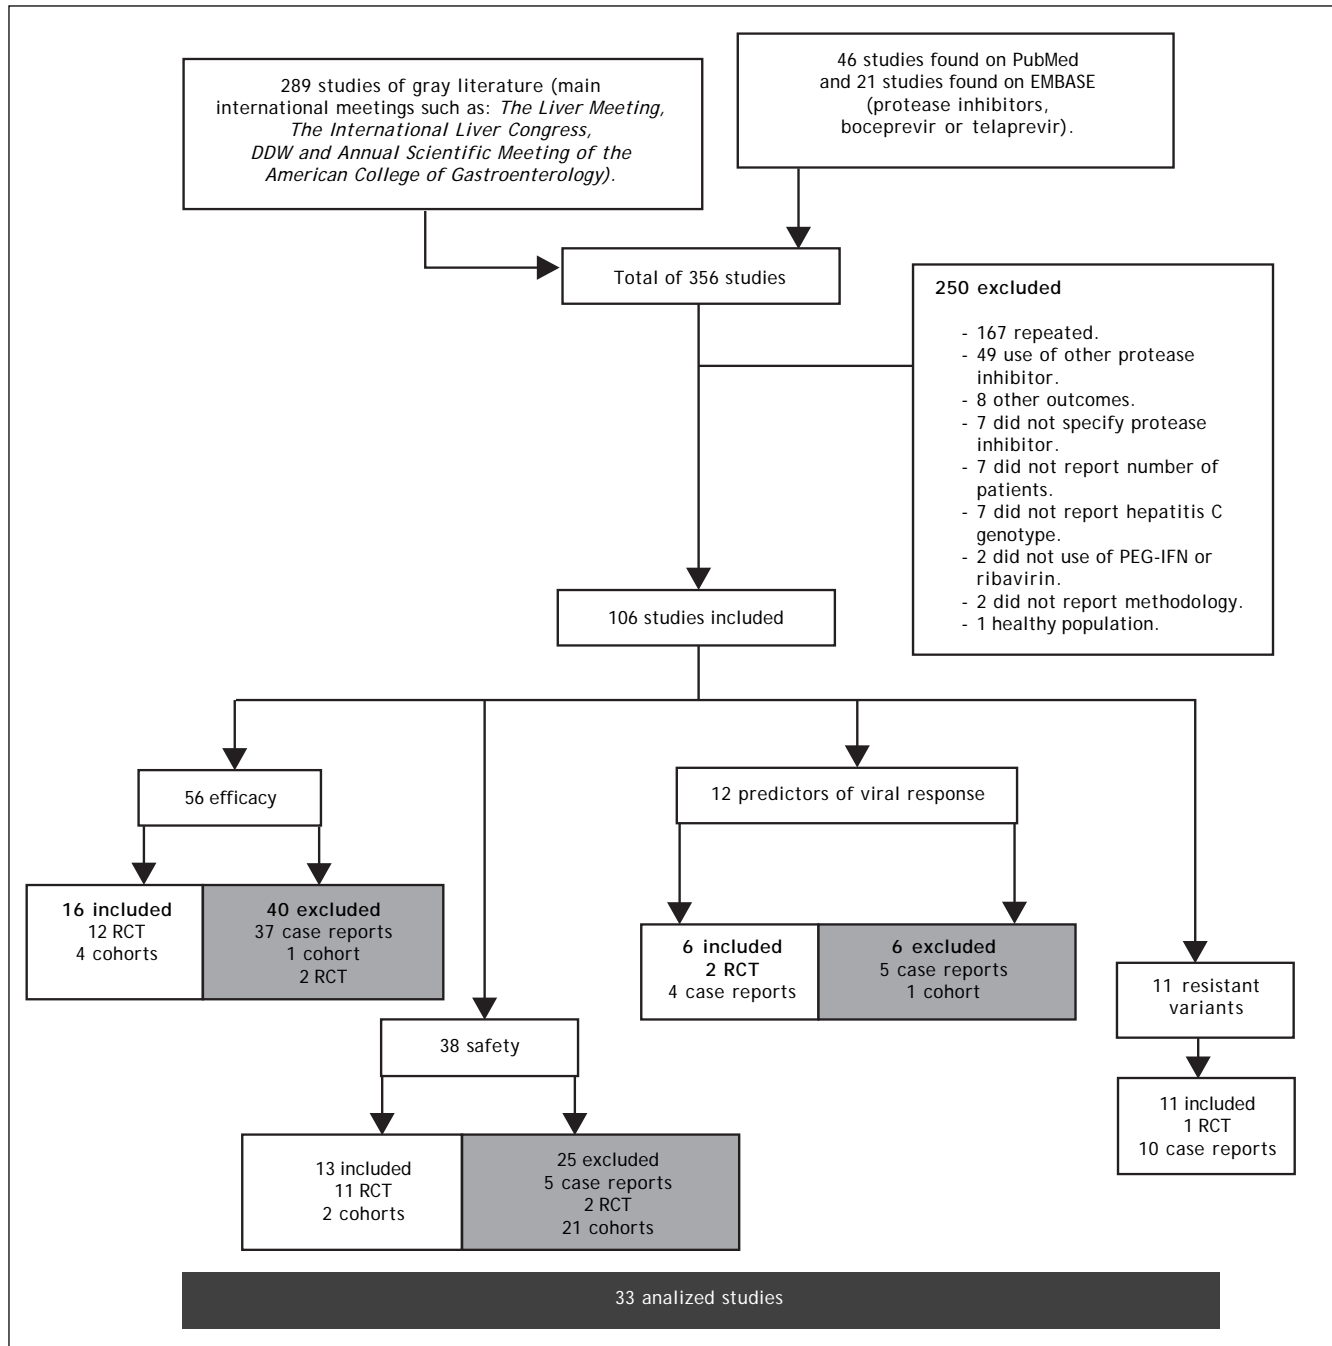 289 studies of gray literature (main
international meetings such as: The Liver Meeting,
The International Liver Congress,
DDW and Annual Scientific Meeting of the
American College of Gastroenterology).
46 studies found on PubMed
and 21 studies found on EMBASE
(protease inhibitors,
boceprevir or telaprevir).
Total of 356 studies
250 excluded
- 167 repeated.
- 49 use of other protease
inhibitor.
- 8 other outcomes.
- 7 did not specify protease
inhibitor.
- 7 did not report number of
patients.
- 7 did not report hepatitis C
genotype.
- 2 did not use of PEG-IFN or
ribavirin.
- 2 did not report methodology.
- 1 healthy population.
106 studies included
56 efficacy
16 included
12 RCT
4 cohorts
40 excluded
37 case reports
1 cohort
2 RCT
38 safety
13 included
11 RCT
2 cohorts
25 excluded
5 case reports
2 RCT
21 cohorts
12 predictors of viral response
6 included
2 RCT
4 case reports
6 excluded
5 case reports
1 cohort
11 resistant
variants
11 included
1 RCT
10 case reports
33 analized studies